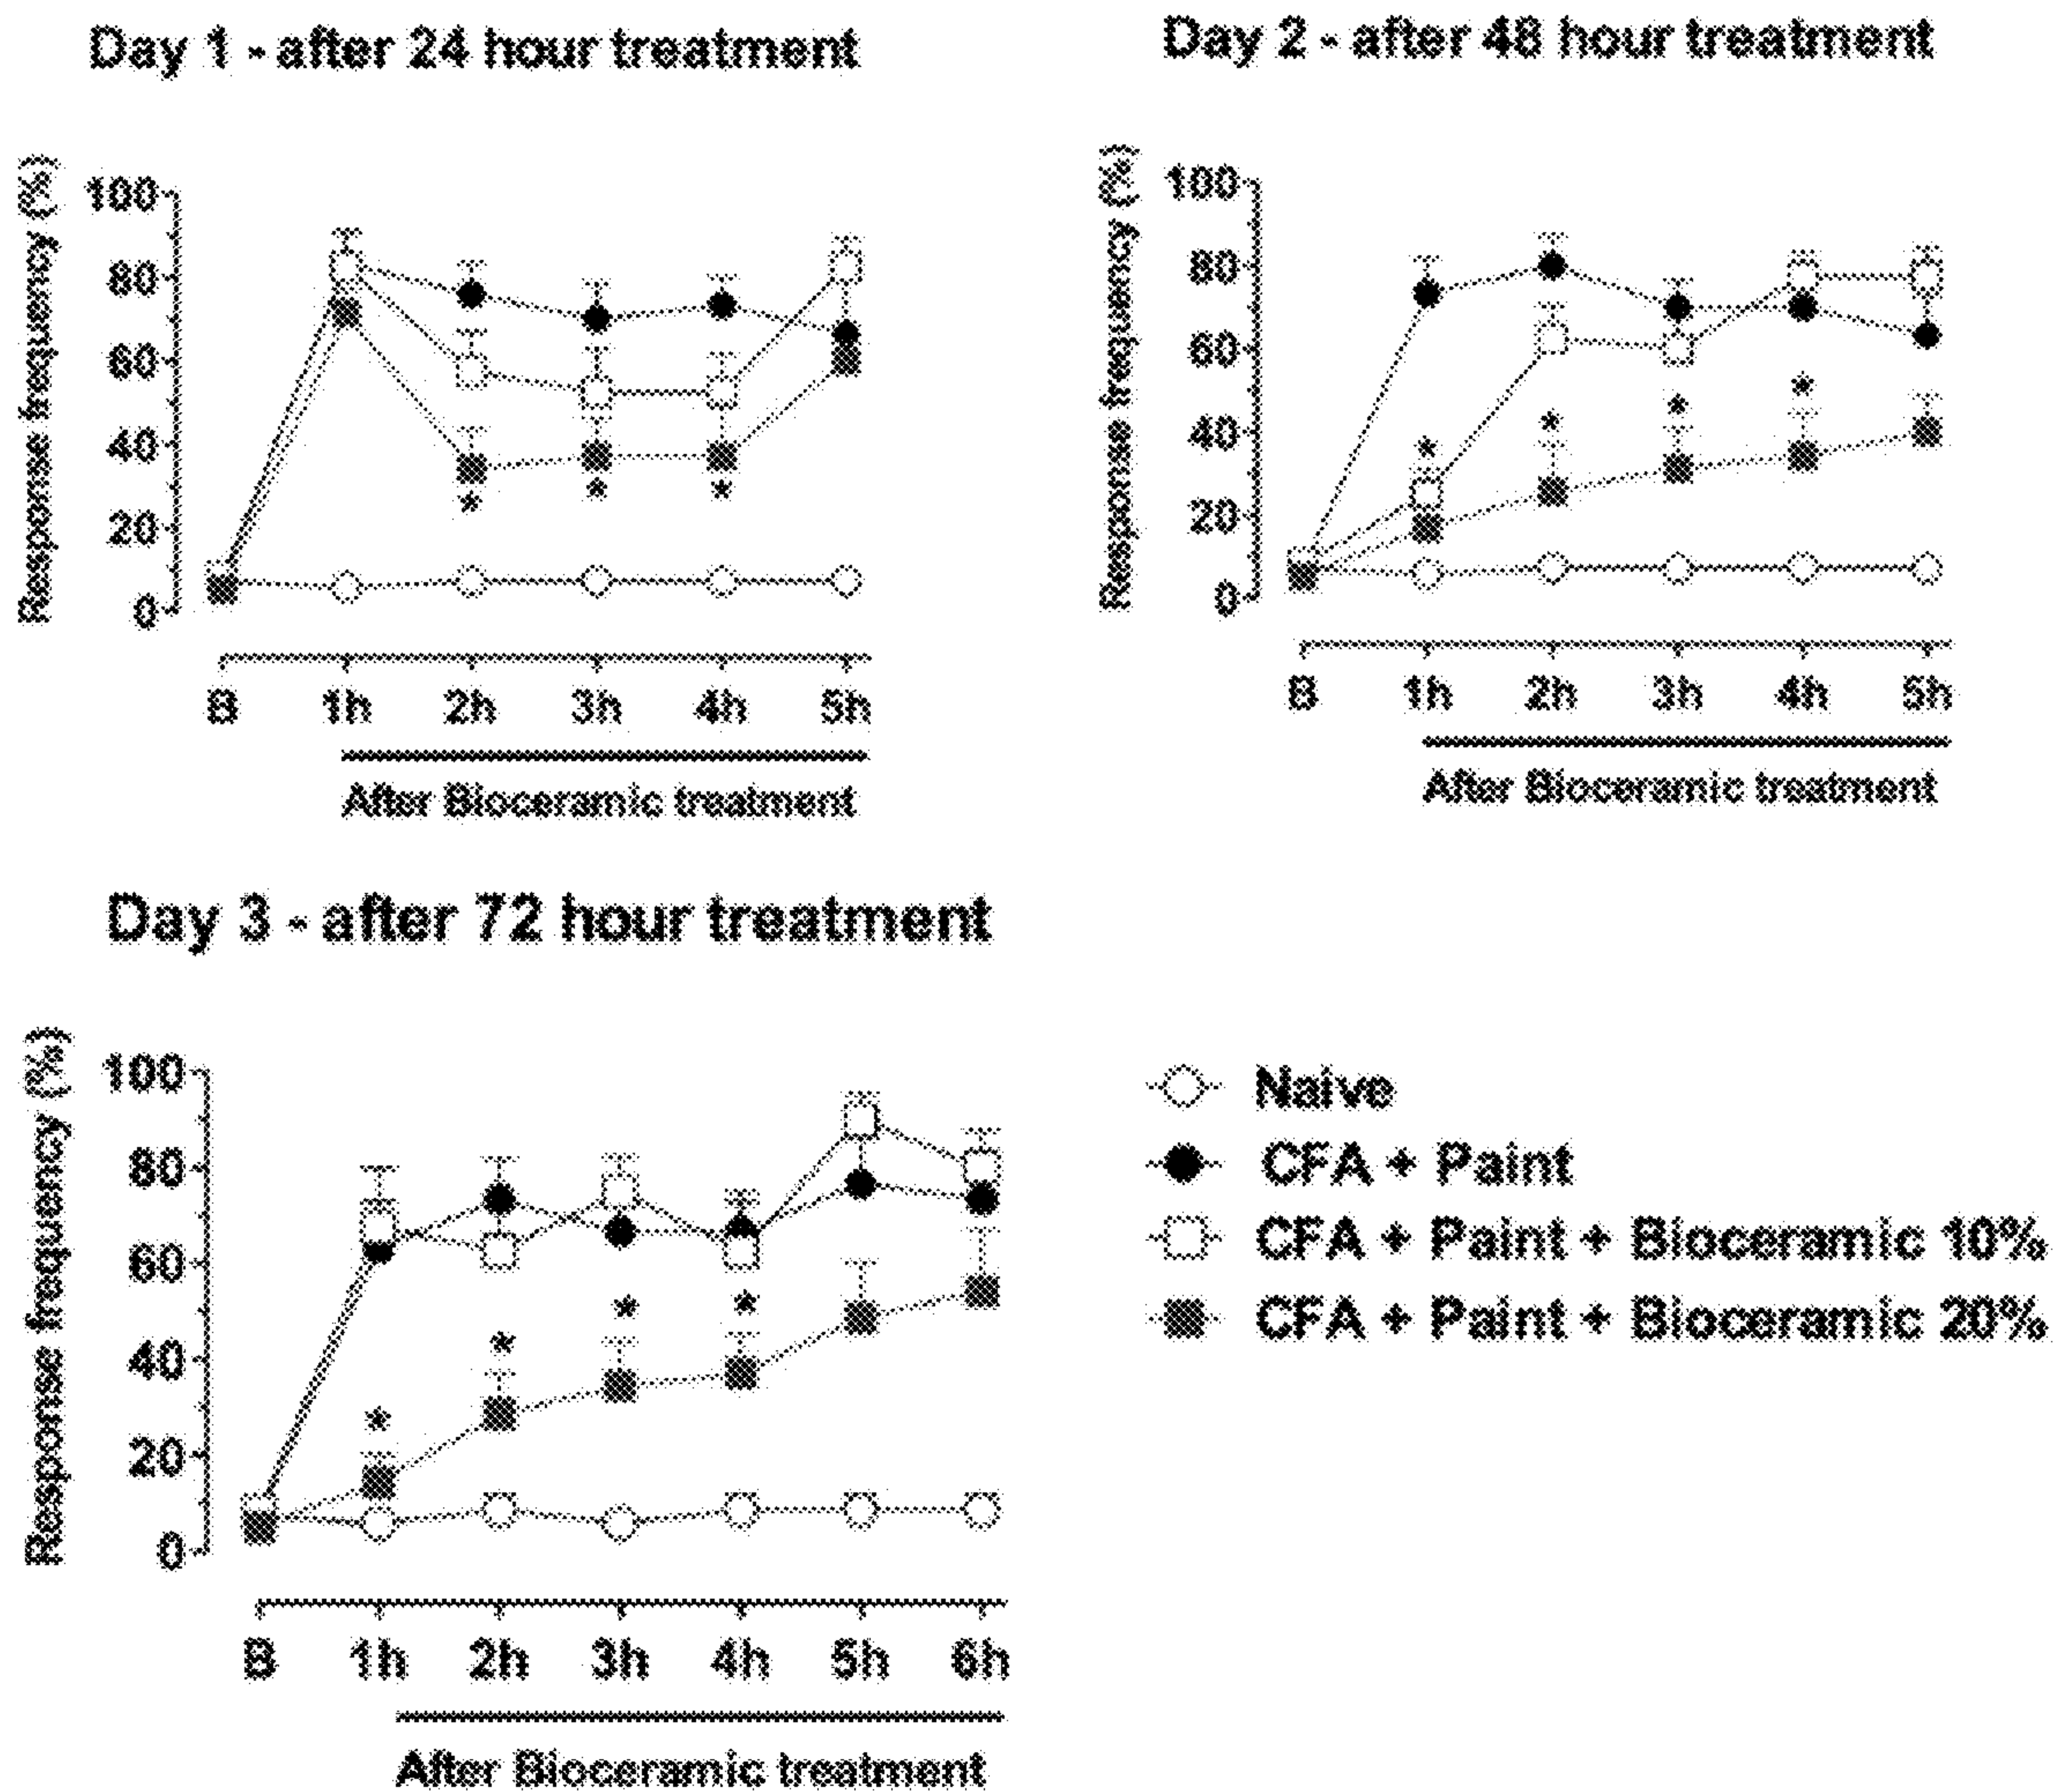 Day 1 - after 24 hour treatment
Response frequency (%)
100
80
60
40
20
0
* * *
B 1h 2h 3h 4h 5h
After Bioceramic treatment
Day 2 - after 48 hour treatment
Response frequency (%)
100
80
60
40
20
0
* * * *
B 1h 2h 3h 4h 5h
After Bioceramic treatment
Day 3 - after 72 hour treatment
Response frequency (%)
100
80
60
40
20
0
* * * *
B 1h 2h 3h 4h 5h 6h
After Bioceramic treatment
Naive
CFA + Paint
CFA + Paint + Bioceramic 10%
CFA + Paint + Bioceramic 20%